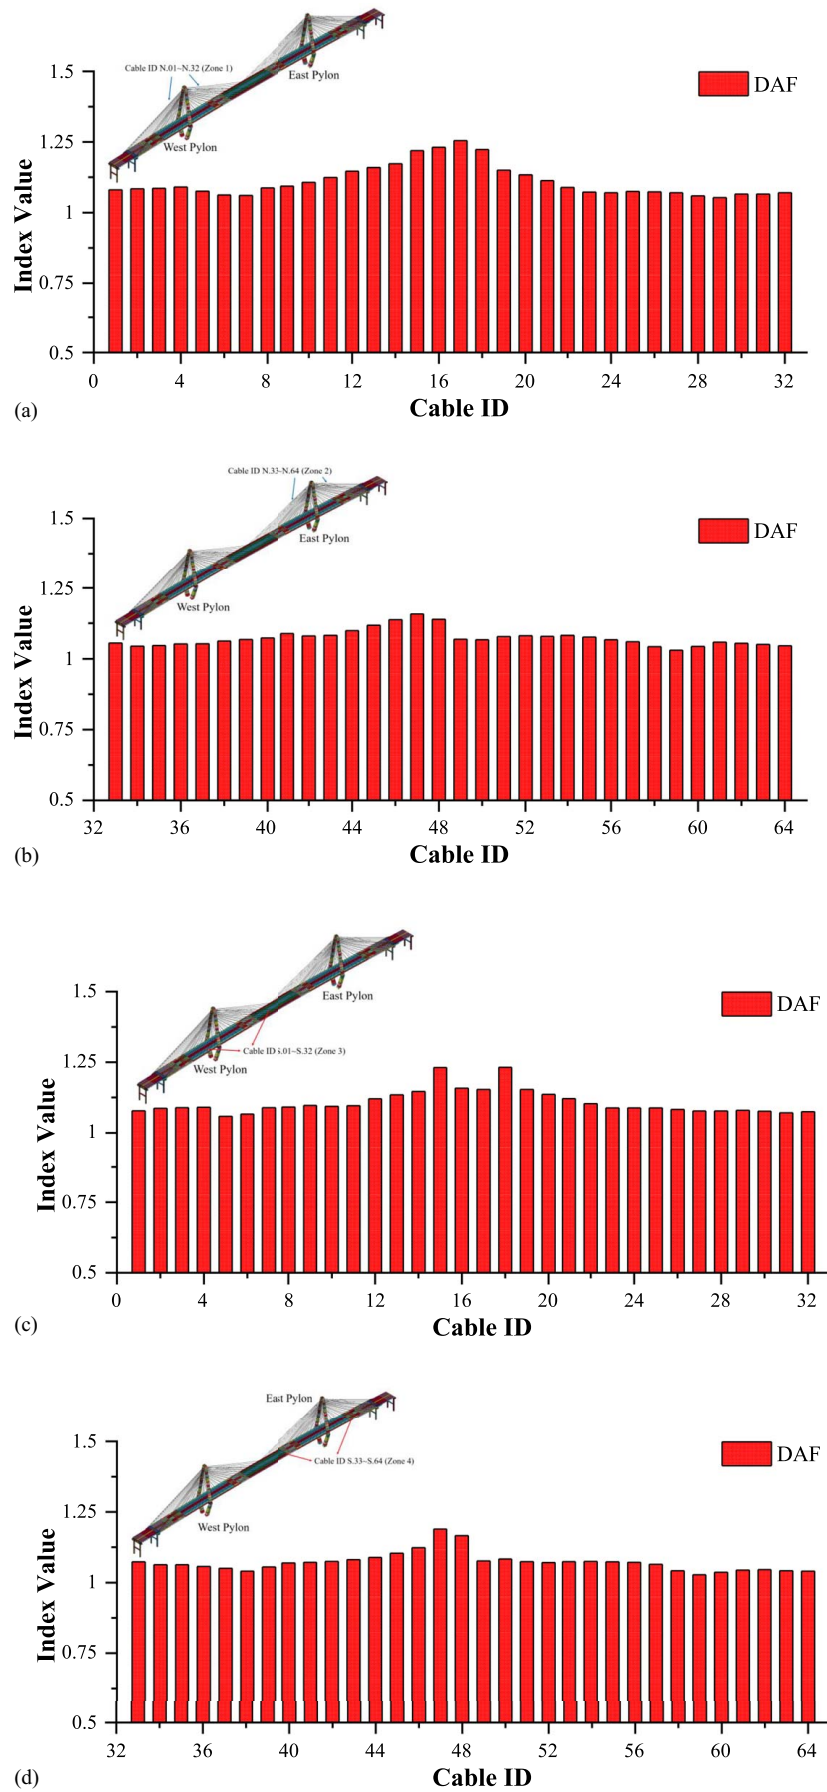 Cable ID N.01~N.32 (Zone 1)
East Pylon
West Pylon
DAF
Index Value
1.5
1.25
1
0.75
0.5
0 4 8 12 16 20 24 28 32
Cable ID
(a)
Cable ID N.33~N.64 (Zone 2)
East Pylon
West Pylon
DAF
Index Value
1.5
1.25
1
0.75
0.5
32 36 40 44 48 52 56 60 64
Cable ID
(b)
East Pylon
Cable ID S.01~S.32 (Zone 3)
West Pylon
DAF
Index Value
1.5
1.25
1
0.75
0.5
0 4 8 12 16 20 24 28 32
Cable ID
(c)
East Pylon
Cable ID S.33~S.64 (Zone 4)
West Pylon
DAF
Index Value
1.5
1.25
1
0.75
0.5
32 36 40 44 48 52 56 60 64
Cable ID
(d)